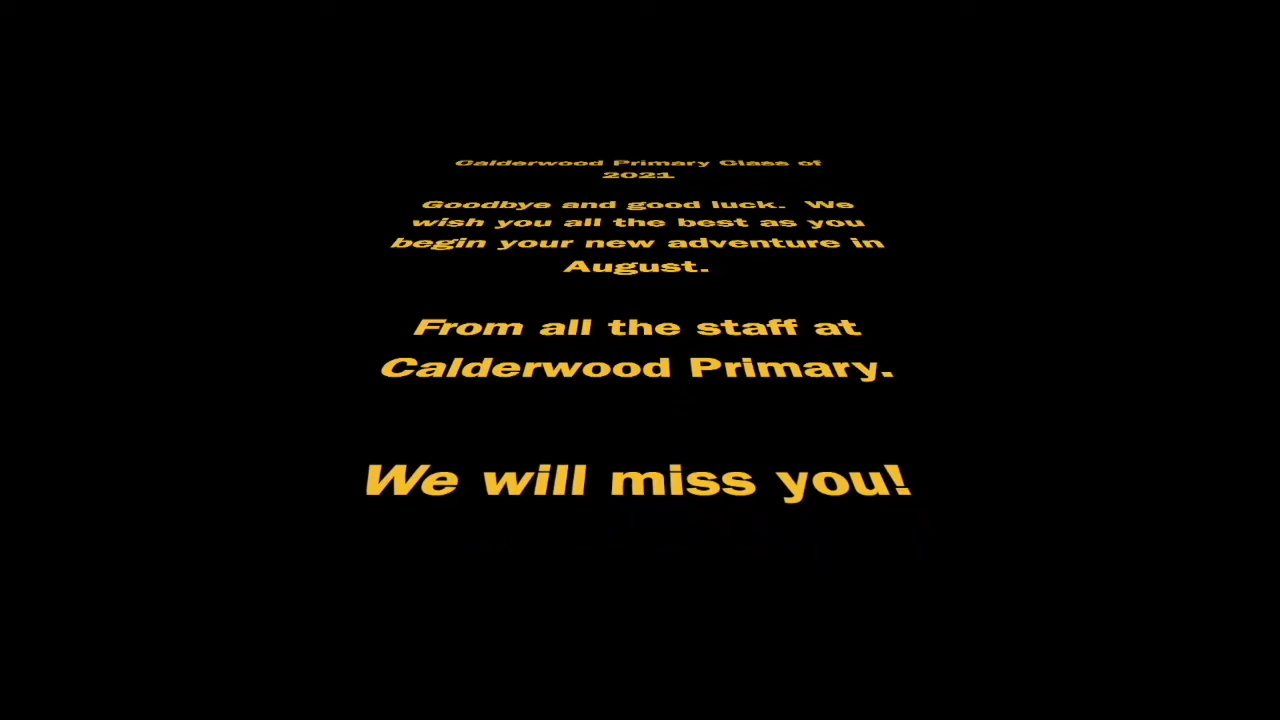 Calderwood Primary Class of
2021
Goodbye and good luck.  We
wish you all the best as you
begin your new adventure in
August.
From all the staff at
Calderwood Primary.
We will miss you!